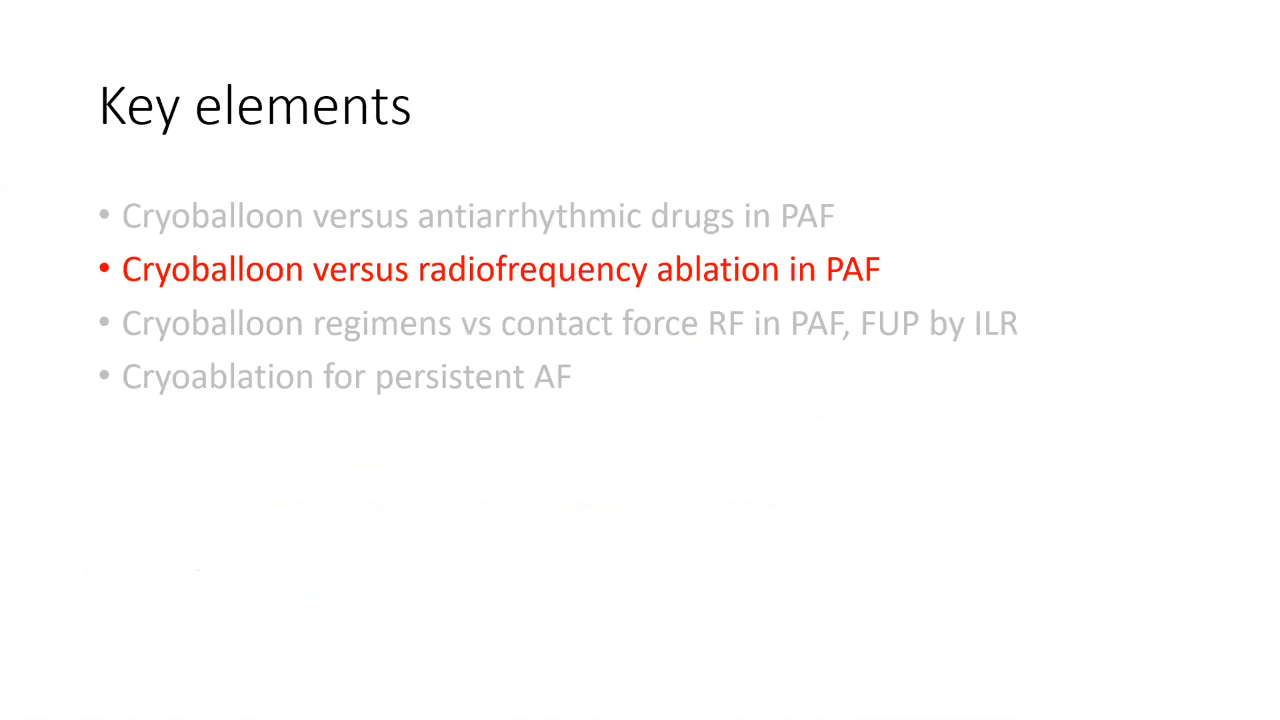 Key elements
• Cryoballoon versus antiarrhythmic drugs in PAF
• Cryoballoon versus radiofrequency ablation in PAF
• Cryoballoon regimens vs contact force RF in PAF, FUP by ILR
• Cryoablation for persistent AF